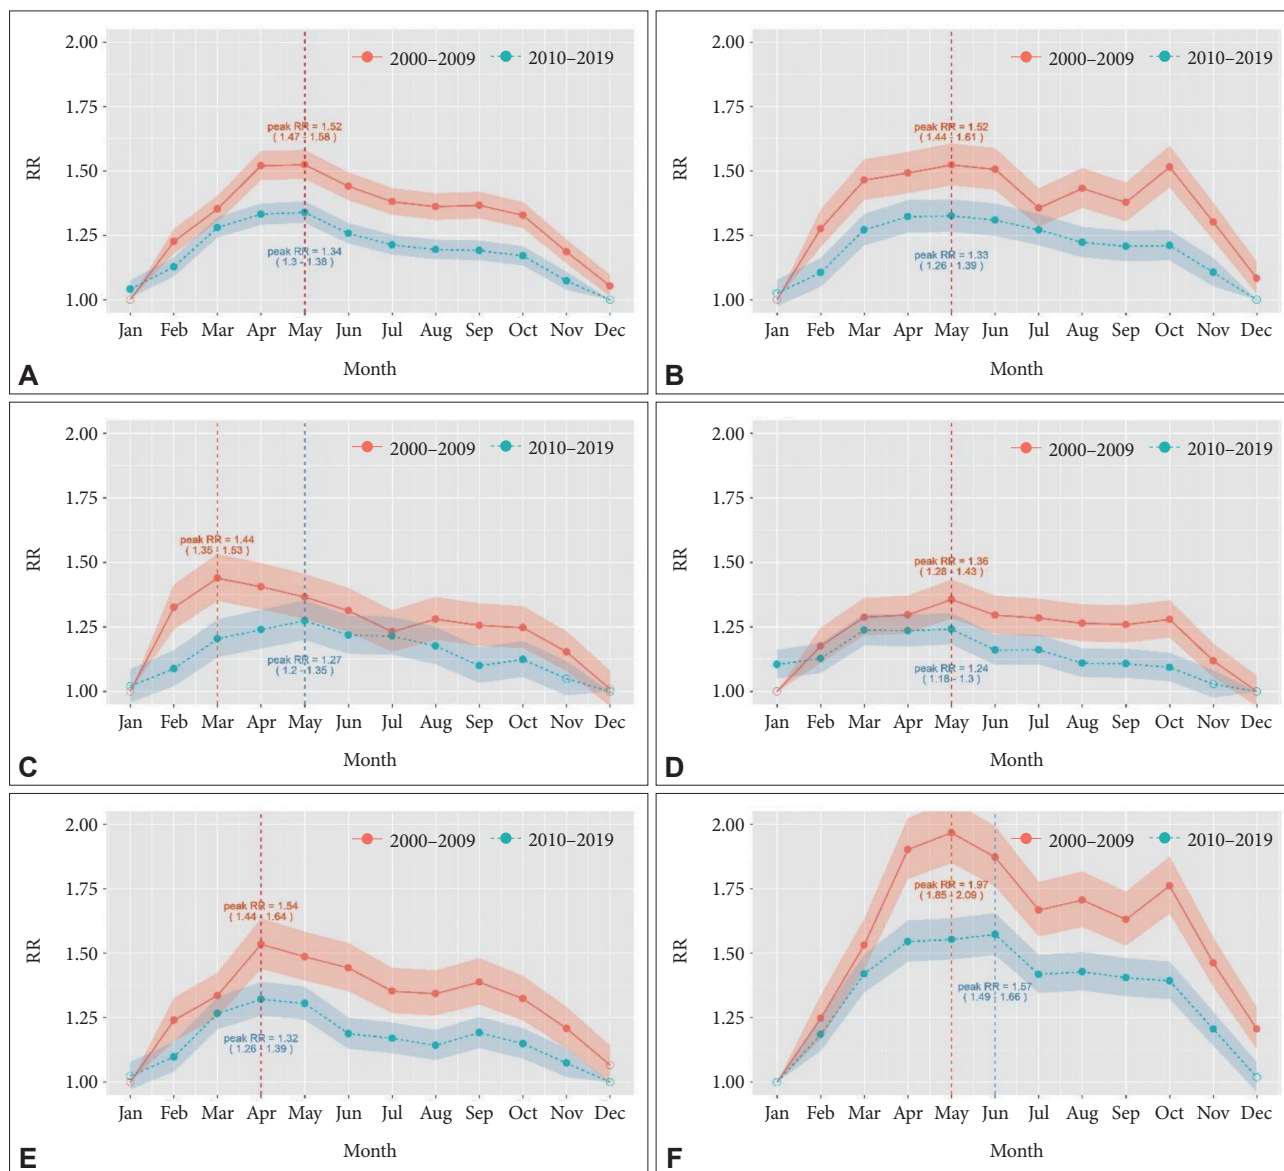 2.00
1.75
1.50
1.25
1.00
RR
2000–2009 2010–2019
peak RR = 1.52
( 1.47 - 1.58 )
peak RR = 1.34
( 1.3 - 1.38 )
Jan Feb Mar Apr May Jun Jul Aug Sep Oct Nov Dec
Month
A
2.00
1.75
1.50
1.25
1.00
RR
2000–2009 2010–2019
peak RR = 1.52
( 1.44 - 1.61 )
peak RR = 1.33
( 1.26 - 1.39 )
Jan Feb Mar Apr May Jun Jul Aug Sep Oct Nov Dec
Month
B
2.00
1.75
1.50
1.25
1.00
RR
2000–2009 2010–2019
peak RR = 1.44
( 1.35 - 1.53 )
peak RR = 1.27
( 1.2 - 1.35 )
Jan Feb Mar Apr May Jun Jul Aug Sep Oct Nov Dec
Month
C
2.00
1.75
1.50
1.25
1.00
RR
2000–2009 2010–2019
peak RR = 1.36
( 1.28 - 1.43 )
peak RR = 1.24
( 1.18 - 1.3 )
Jan Feb Mar Apr May Jun Jul Aug Sep Oct Nov Dec
Month
D
2.00
1.75
1.50
1.25
1.00
RR
2000–2009 2010–2019
peak RR = 1.54
( 1.44 - 1.64 )
peak RR = 1.32
( 1.26 - 1.39 )
Jan Feb Mar Apr May Jun Jul Aug Sep Oct Nov Dec
Month
E
2.00
1.75
1.50
1.25
1.00
RR
2000–2009 2010–2019
peak RR = 1.97
( 1.85 - 2.09 )
peak RR = 1.57
( 1.49 - 1.66 )
Jan Feb Mar Apr May Jun Jul Aug Sep Oct Nov Dec
Month
F